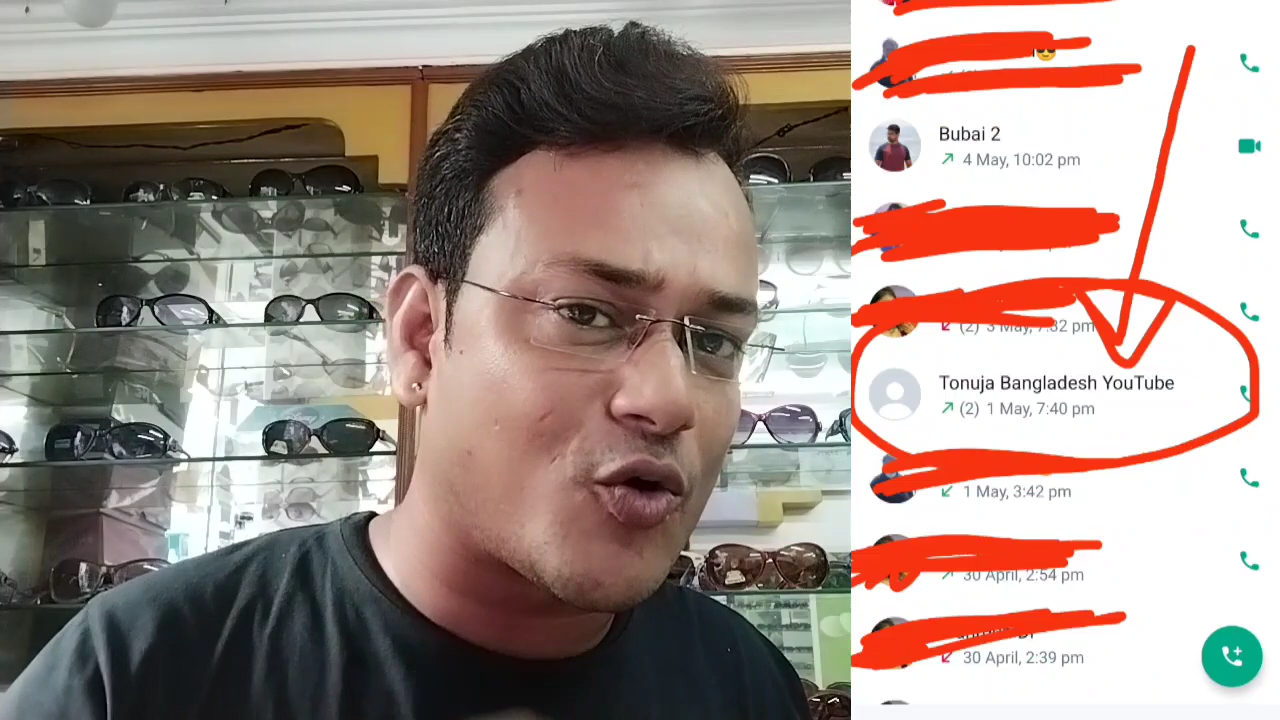 Bubai 2
4 May, 10:02 pm
(2) 3 May, 7:32 pm
Tonuja Bangladesh YouTube
(2) 1 May, 7:40 pm
1 May, 3:42 pm
30 April, 2:54 pm
30 April, 2:39 pm